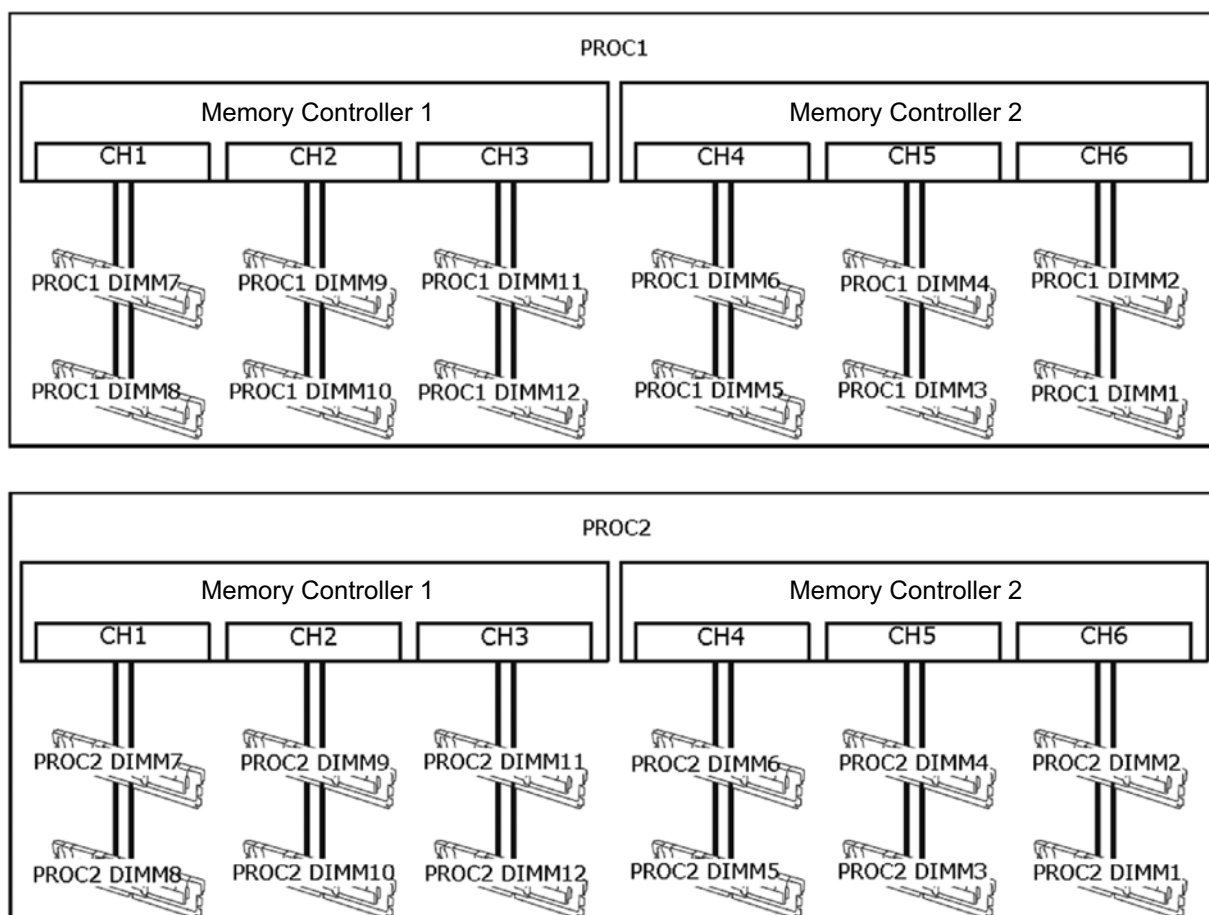 PROC1
Memory Controller 1 Memory Controller 2
CH1 CH2 CH3 CH4 CH5 CH6
PROC1 DIMM7 PROC1 DIMM9 PROC1 DIMM11 PROC1 DIMM6 PROC1 DIMM4 PROC1 DIMM2
PROC1 DIMM8 PROC1 DIMM10 PROC1 DIMM12 PROC1 DIMM5 PROC1 DIMM3 PROC1 DIMM1
PROC2
Memory Controller 1 Memory Controller 2
CH1 CH2 CH3 CH4 CH5 CH6
PROC2 DIMM7 PROC2 DIMM9 PROC2 DIMM11 PROC2 DIMM6 PROC2 DIMM4 PROC2 DIMM2
PROC2 DIMM8 PROC2 DIMM10 PROC2 DIMM12 PROC2 DIMM5 PROC2 DIMM3 PROC2 DIMM1